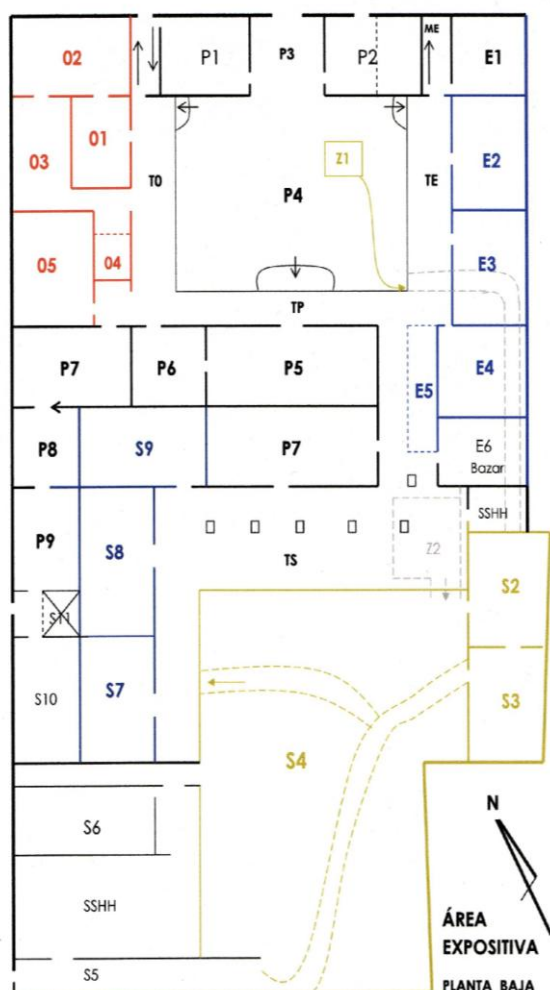 02
P1
P3
P2
ME
E1
01
Z1
E2
03
T0
P4
TE
05
04
E3
TP
P7
P6
P5
E5
E4
P8
S9
P7
E6
Bazar
P9
S8
TS
Z2
SSHH
S2
S11
S10
S7
S4
S3
S6
N
SSHH
S5
ÁREA
EXPOSITIVA
PLANTA BAJA